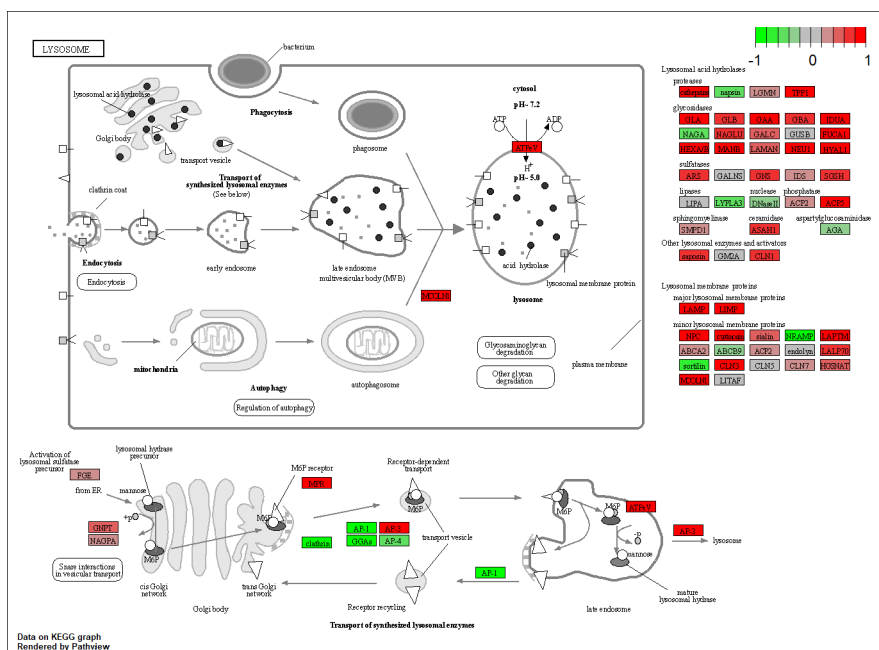 LYSOSOME
bacterium
-1 0 1
Lysosomal acid hydrolases
proteases
cathepsin napsin LGMN TPP1
glycosidases
GLA GLB GAA GBA IDUA
NAGA NAGLU GALC GUSB FUCA1
HEXA/B MANB LAMAN NEU1 HYAL1
sulfatases
ARS GALNS GNS IDS SGSH
lipases nuclease phosphatase
LIPA LYPLA3 DNaseII ACP2 ACP5
sphingomyelinase ceramidase aspartylglucosaminidase
SMPD1 ASAH1 AGA
Other lysosomal enzymes and activators
saposin GM2A CLN1
Lysosomal membrane proteins
major lysosomal membrane proteins
LAMP LIMP
minor lysosomal membrane proteins
NPC cystinosin sialin NRAMP LAPTM
ABCA2 ABCB9 ACP2 endolyn LALP70
sortilin CLN3 CLN5 CLN7 HGSNAT
MCOLN1 LITAF
lysosomal acid hydrolase
Golgi body
transport vesicle
Phagocytosis
phagosome
cytosol
pH~ 7.2
ATP ADP
ATPeV
H+
pH~ 5.0
Transport of
synthesized lysosomal enzymes
(See below)
clathrin coat
Endocytosis
Endocytosis
early endosome
late endosome
multivesicular body (MVB)
acid hydrolase
lysosomal membrane protein
lysosome
MCOLN1
mitochondria
Autophagy
Regulation of autophagy
autophagosome
Glycosaminoglycan
degradation
Other glycan
degradation
plasma membrane
Activation of
lysosomal sulfatase
precursor
FGE
from ER
lysosomal hydrase
precursor
mannose
+p
GNPT
NAGPA
M6P
Snare interactions
in vesicular transport
cis Golgi
network
Golgi body
trans Golgi
network
M6P receptor
MPR
M6P
clathrin
AP-1 AP-3
GGAs AP-4
Receptor-dependent
transport
M6P
transport vesicle
Receptor recycling
AP-1
M6P
M6P
ATPeV
-p
mannose
AP-3
lysosome
mature
lysosomal hydrase
late endosome
Transport of synthesized lysosomal enzymes
Data on KEGG graph
Rendered by Pathview